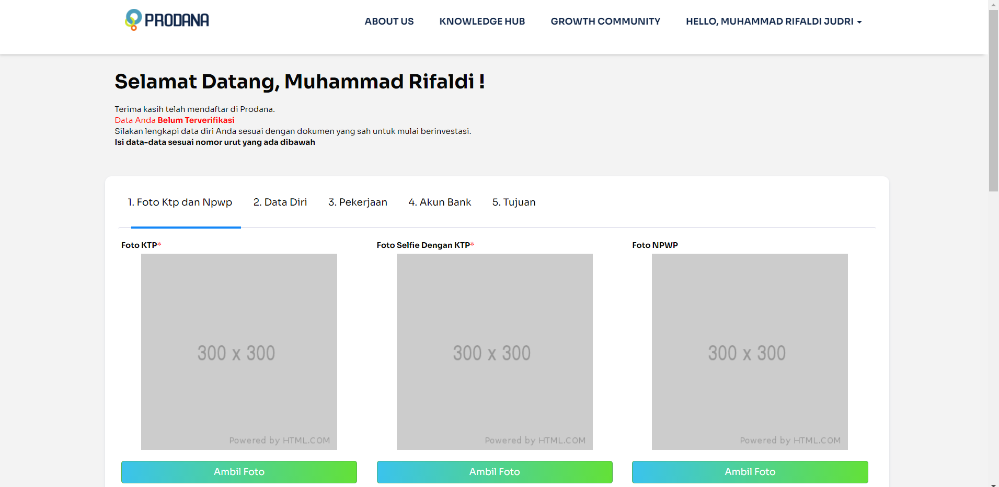 PRODANA
ABOUT US KNOWLEDGE HUB GROWTH COMMUNITY HELLO, MUHAMMAD RIFALDI JUDRI
Selamat Datang, Muhammad Rifaldi !
Terima kasih telah mendaftar di Prodana.
Data Anda Belum Terverifikasi
Silakan lengkapi data diri Anda sesuai dengan dokumen yang sah untuk mulai berinvestasi.
Isi data-data sesuai nomor urut yang ada dibawah
1. Foto Ktp dan Npwp 2. Data Diri 3. Pekerjaan 4. Akun Bank 5. Tujuan
Foto KTP* Foto Selfie Dengan KTP* Foto NPWP
300 x 300 300 x 300 300 x 300
Powered by HTML.COM Powered by HTML.COM Powered by HTML.COM
Ambil Foto Ambil Foto Ambil Foto